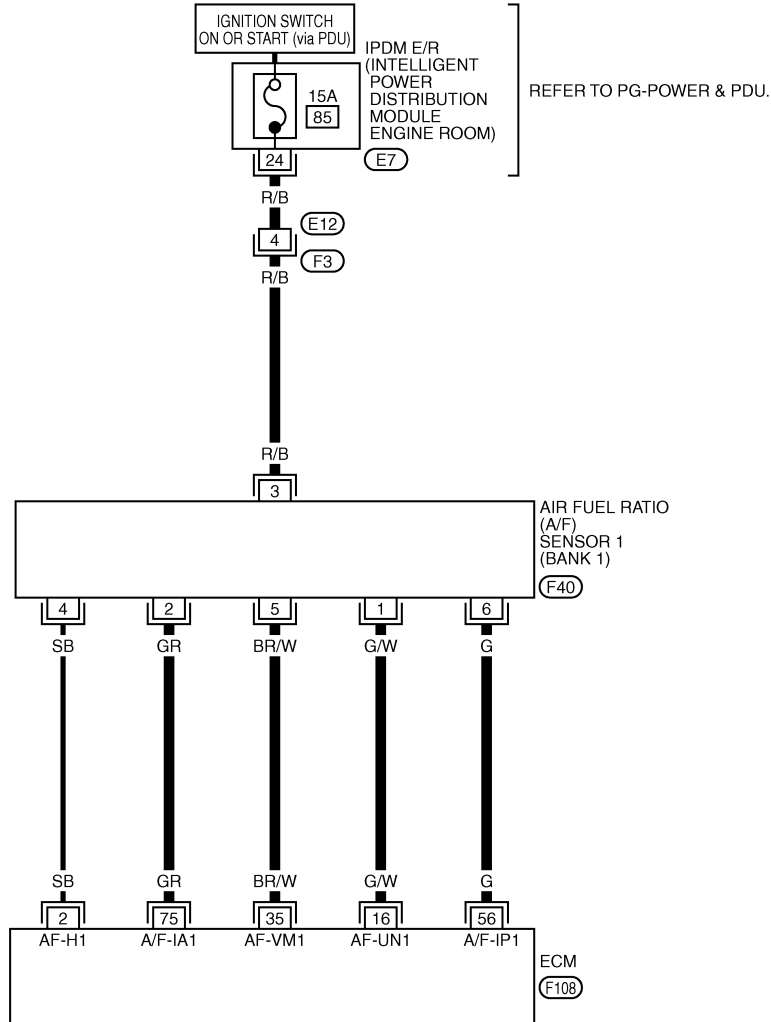 IGNITION SWITCH
ON OR START (via PDU)
IPDM E/R
(INTELLIGENT
POWER
DISTRIBUTION
MODULE
ENGINE ROOM)
REFER TO PG-POWER & PDU.
15A
85
24
E7
R/B
E12
4
F3
R/B
R/B
3
AIR FUEL RATIO
(A/F)
SENSOR 1
(BANK 1)
F40
4 2 5 1 6
SB GR BR/W G/W G
SB GR BR/W G/W G
2 75 35 16 56
AF-H1 A/F-IA1 AF-VM1 AF-UN1 A/F-IP1
ECM
F108